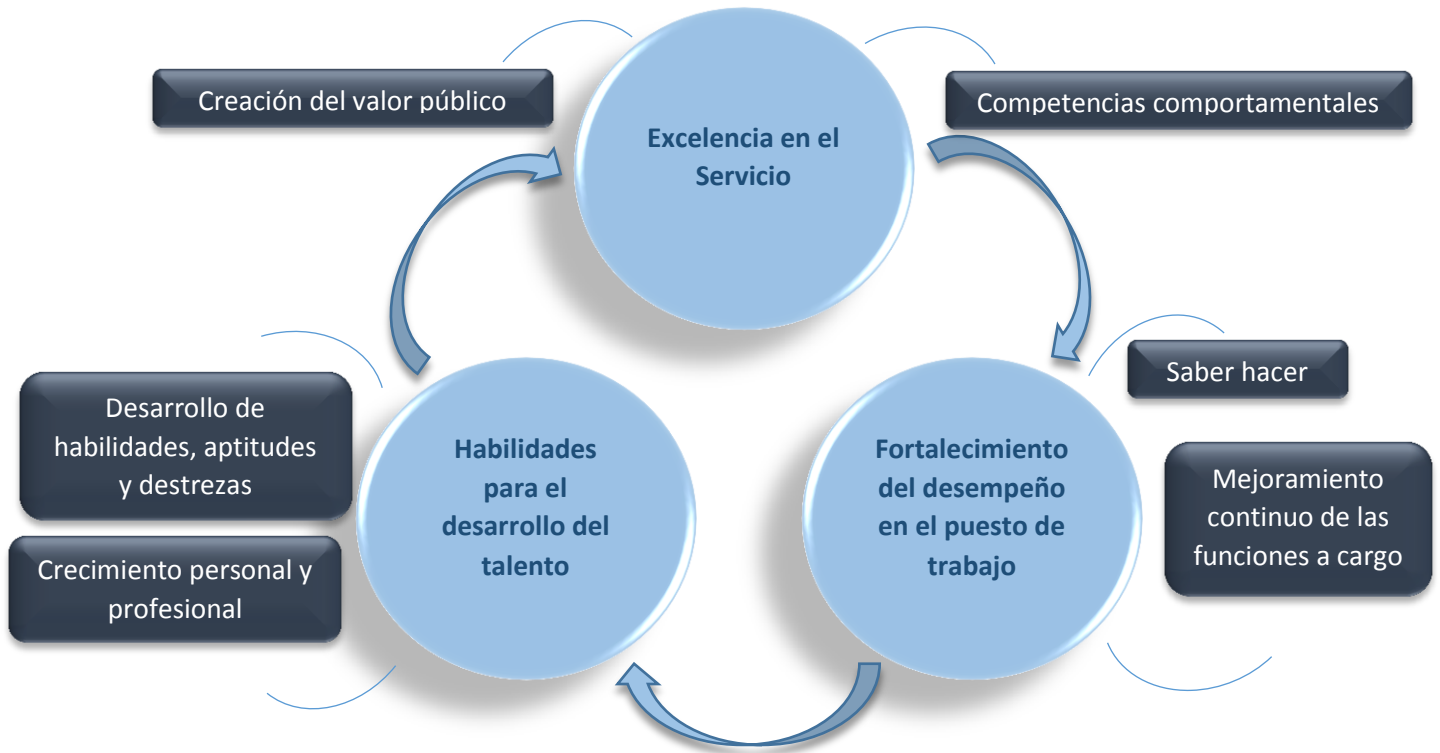 Creación del valor público
Competencias comportamentales
Excelencia en el
Servicio
Saber hacer
Desarrollo de
habilidades, aptitudes
y destrezas
Habilidades
para el
desarrollo del
talento
Fortalecimiento
del desempeño
en el puesto de
trabajo
Mejoramiento
continuo de las
funciones a cargo
Crecimiento personal y
profesional